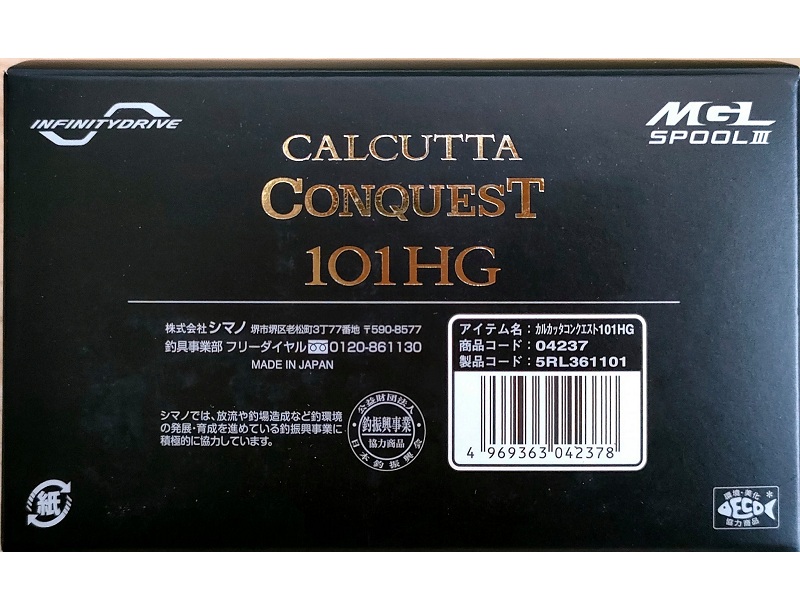 INFINITYDRIVE
MGL
SPOOL III
CALCUTTA
CONQUEST
101HG
株式会社シマノ 堺市堺区老松町3丁77番地 〒590-8577
釣具事業部 フリーダイヤル 0120-861130
MADE IN JAPAN
アイテム名：カルカッタコンクエスト101HG
商品コード：04237
製品コード：5RL361101
4 969363 042378
シマノでは、放流や釣場造成など釣環境
の発展・育成を進めている釣振興事業に
積極的に協力しています。
公益財団法人
釣振興事業
協力商品
日本釣振興会
紙
環境・美化
ECO
協力商品